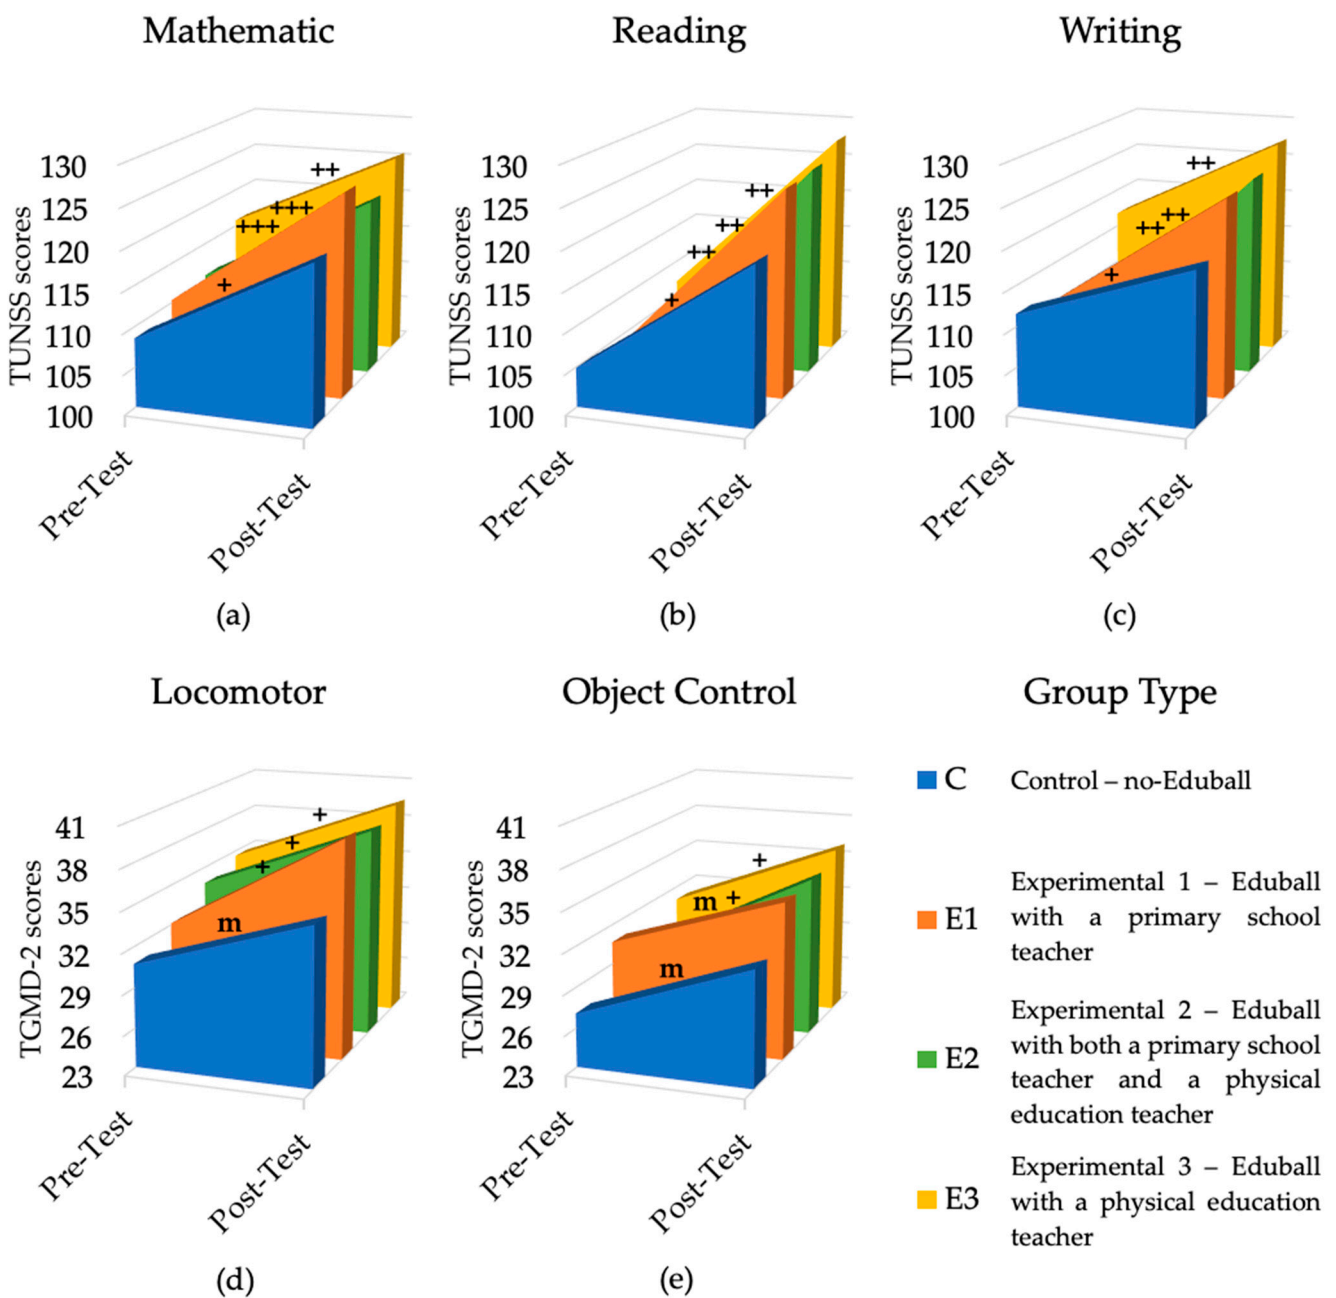 Mathematic
Reading
Writing
TUNSS scores
130
125
120
115
110
105
100
++
+++
+++
+
Pre-Test
Post-Test
(a)
TUNSS scores
130
125
120
115
110
105
100
++
++
++
+
Pre-Test
Post-Test
(b)
TUNSS scores
130
125
120
115
110
105
100
++
++
++
+
Pre-Test
Post-Test
(c)
Locomotor
Object Control
Group Type
TGMD-2 scores
41
38
35
32
29
26
23
+
+
+
m
Pre-Test
Post-Test
(d)
TGMD-2 scores
41
38
35
32
29
26
23
+
m +
m
Pre-Test
Post-Test
(e)
C Control – no-Eduball
Experimental 1 – Eduball
E1 with a primary school
teacher
Experimental 2 – Eduball
with both a primary school
E2 teacher and a physical
education teacher
Experimental 3 – Eduball
E3 with a physical education
teacher